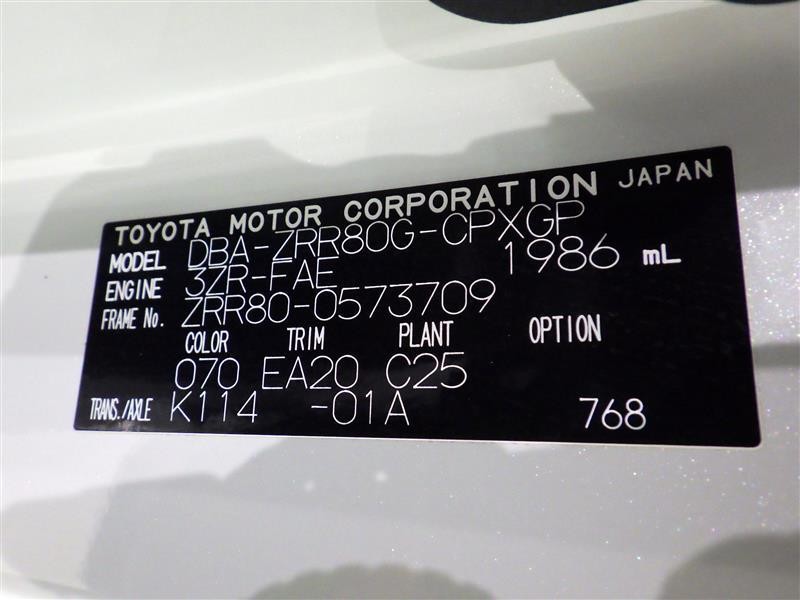 TOYOTA MOTOR CORPORATION JAPAN
MODEL DBA-ZRR80G-CPXGP
ENGINE 3ZR-FAE 1986 mL
FRAME No. ZRR80-0573709
COLOR TRIM PLANT OPTION
070 EA20 C25
TRANS./AXLE K114 -01A 768